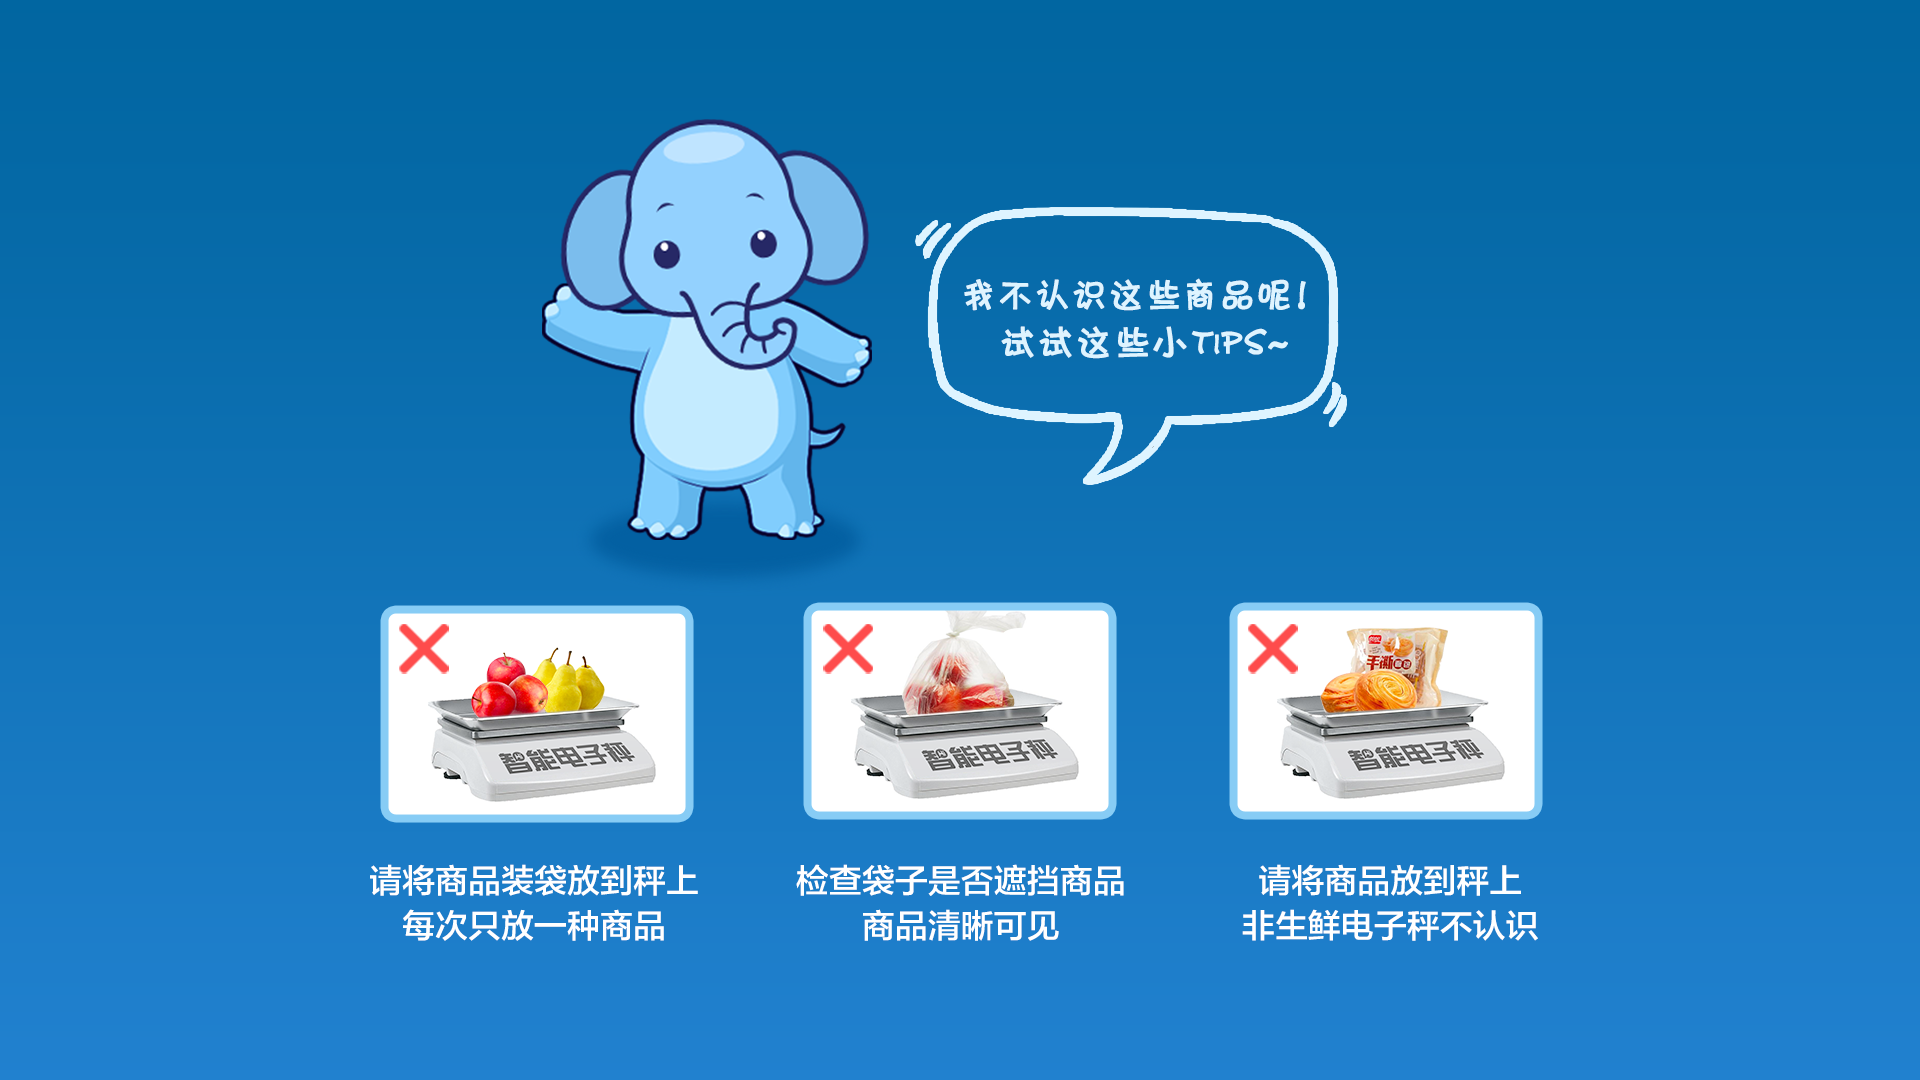 我不认识这些商品呢!
试试这些小TIPS~
智能电子秤
智能电子秤
手撕
智能电子秤
请将商品装袋放到秤上
每次只放一种商品
检查袋子是否遮挡商品
商品清晰可见
请将商品放到秤上
非生鲜电子秤不认识